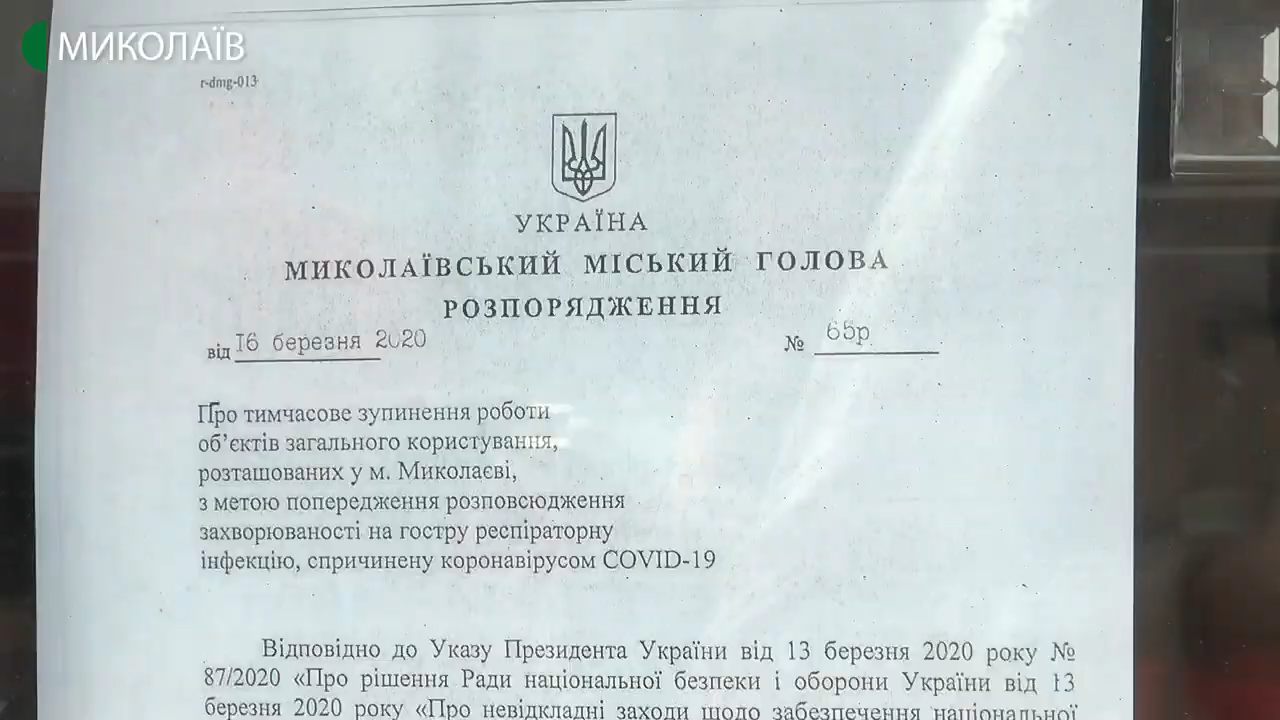 МИКОЛАЇВ
r-dmg-013
УКРАЇНА
МИКОЛАЇВСЬКИЙ МІСЬКИЙ ГОЛОВА
РОЗПОРЯДЖЕННЯ
від 16 березня 2020 № 65р
Про тимчасове зупинення роботи
об’єктів загального користування,
розташованих у м. Миколаєві,
з метою попередження розповсюдження
захворюваності на гостру респіраторну
інфекцію, спричинену коронавірусом COVID-19
Відповідно до Указу Президента України від 13 березня 2020 року №
87/2020 «Про рішення Ради національної безпеки і оборони України від 13
березня 2020 року «Про невідкладні заходи щодо забезпечення національної